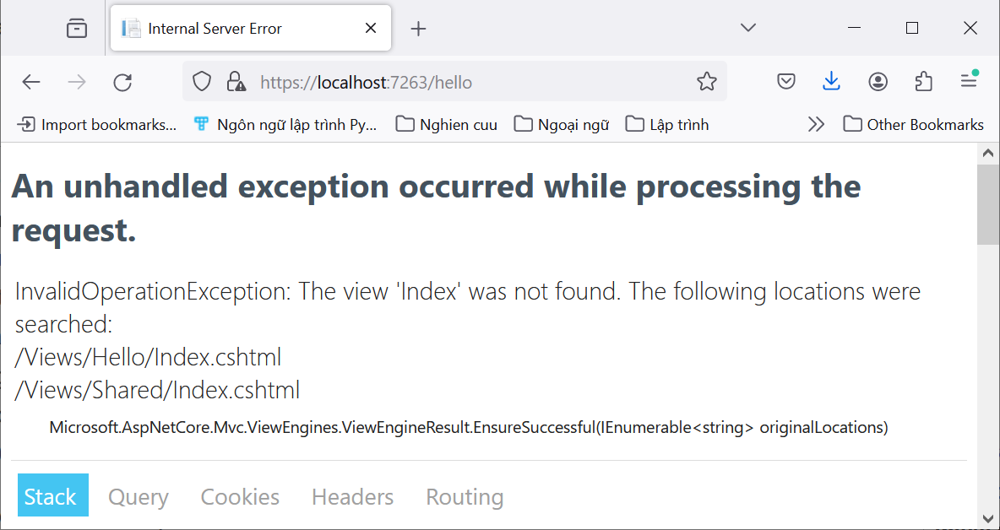 Internal Server Error
https://localhost:7263/hello
Import bookmarks... Ngôn ngữ lập trình Py... Nghien cuu Ngoại ngữ Lập trình Other Bookmarks
An unhandled exception occurred while processing the
request.
InvalidOperationException: The view 'Index' was not found. The following locations were
searched:
/Views/Hello/Index.cshtml
/Views/Shared/Index.cshtml
Microsoft.AspNetCore.Mvc.ViewEngines.ViewEngineResult.EnsureSuccessful(IEnumerable<string> originalLocations)
Stack Query Cookies Headers Routing